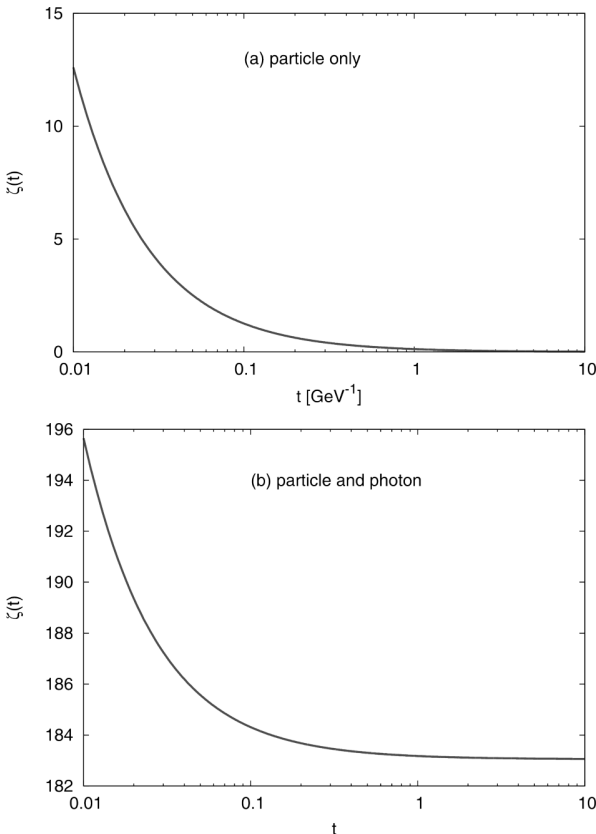 15
(a) particle only
10
ζ(t)
5
0
0.01 0.1 1 10
t [GeV⁻¹]
196
194
(b) particle and photon
192
190
ζ(t)
188
186
184
182
0.01 0.1 1 10
t